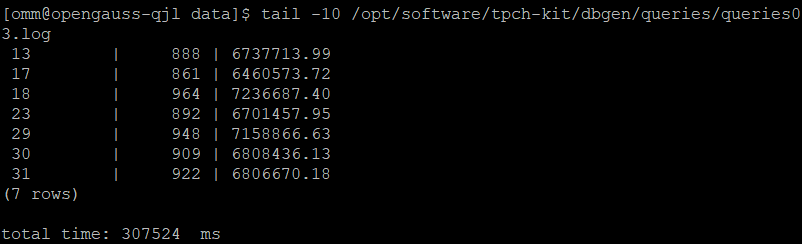 [omm@opengauss-qjl data]$ tail -10 /opt/software/tpch-kit/dbgen/queries/queries0
3.log
13 | 888 | 6737713.99
17 | 861 | 6460573.72
18 | 964 | 7236687.40
23 | 892 | 6701457.95
29 | 948 | 7158866.63
30 | 909 | 6808436.13
31 | 922 | 6806670.18
(7 rows)
total time: 307524 ms